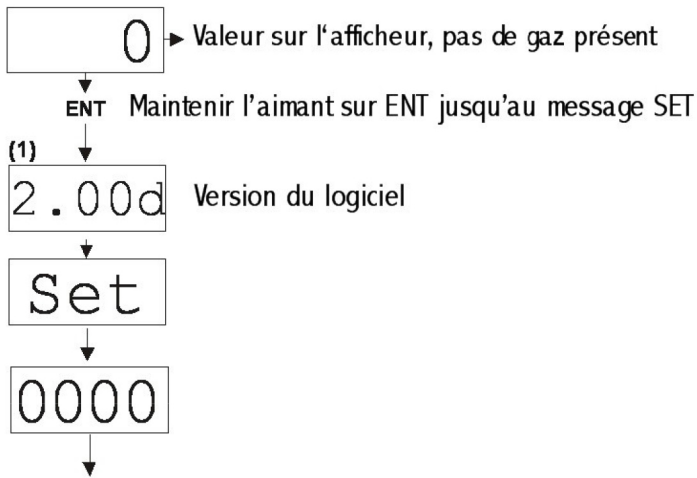 0 Valeur sur l'afficheur, pas de gaz présent
ENT Maintenir l'aimant sur ENT jusqu'au message SET
(1)
2.00d Version du logiciel
Set
0000